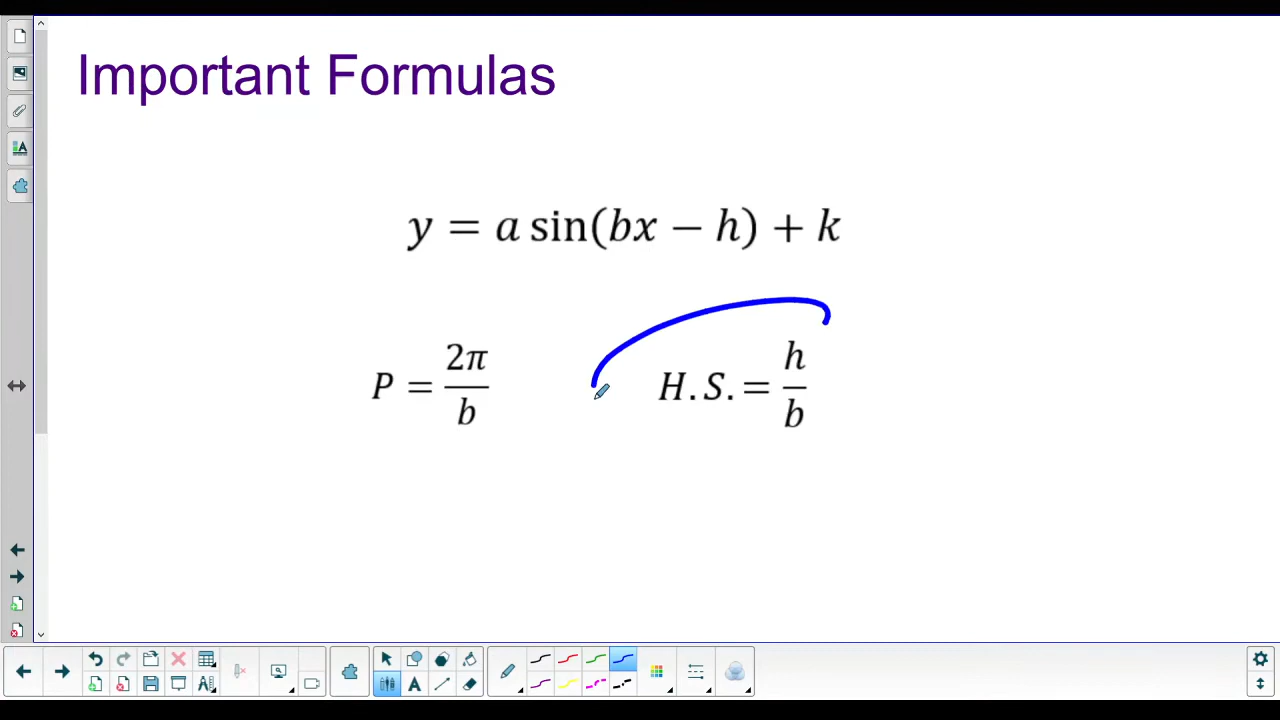 Important Formulas
y = a sin(bx − h) + k
P = 2π/b
H.S. = h/b